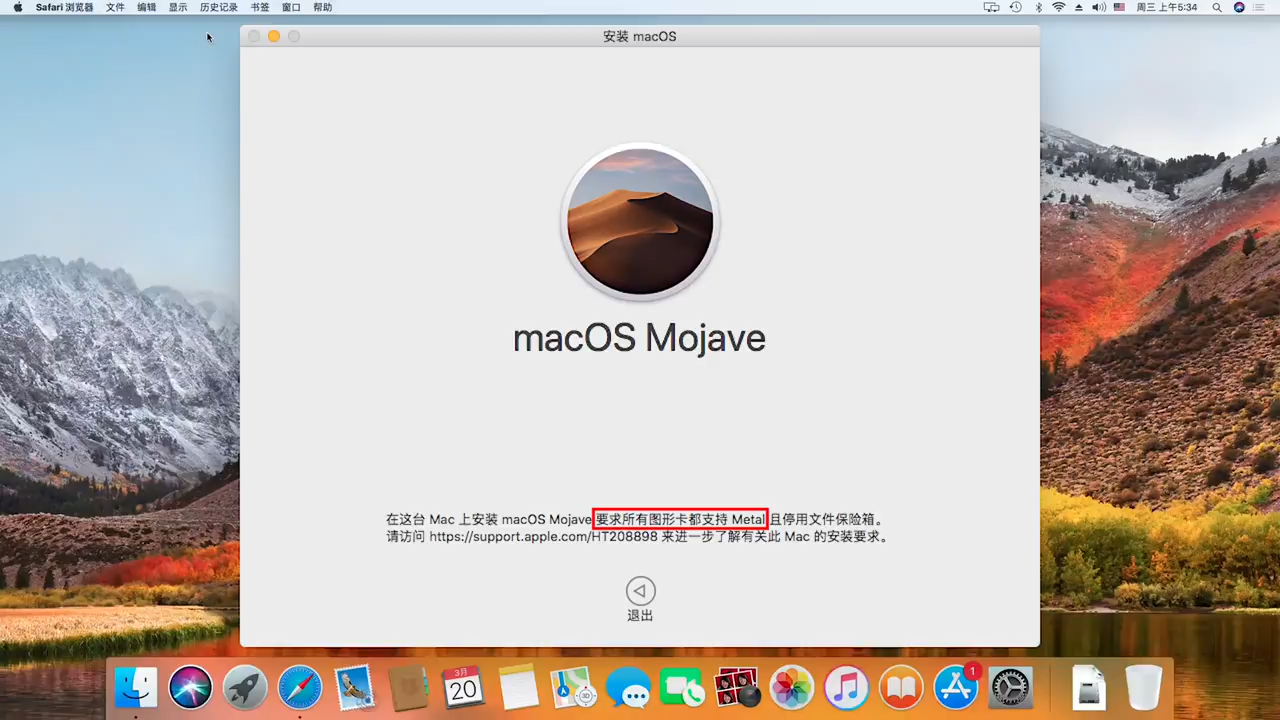 Safari 浏览器 文件 编辑 显示 历史记录 书签 窗口 帮助 周三 上午5:34
安装 macOS
macOS Mojave
在这台 Mac 上安装 macOS Mojave 要求所有图形卡都支持 Metal 且停用文件保险箱。
请访问 https://support.apple.com/HT208898 来进一步了解有关此 Mac 的安装要求。
退出
3月
20
3D
1